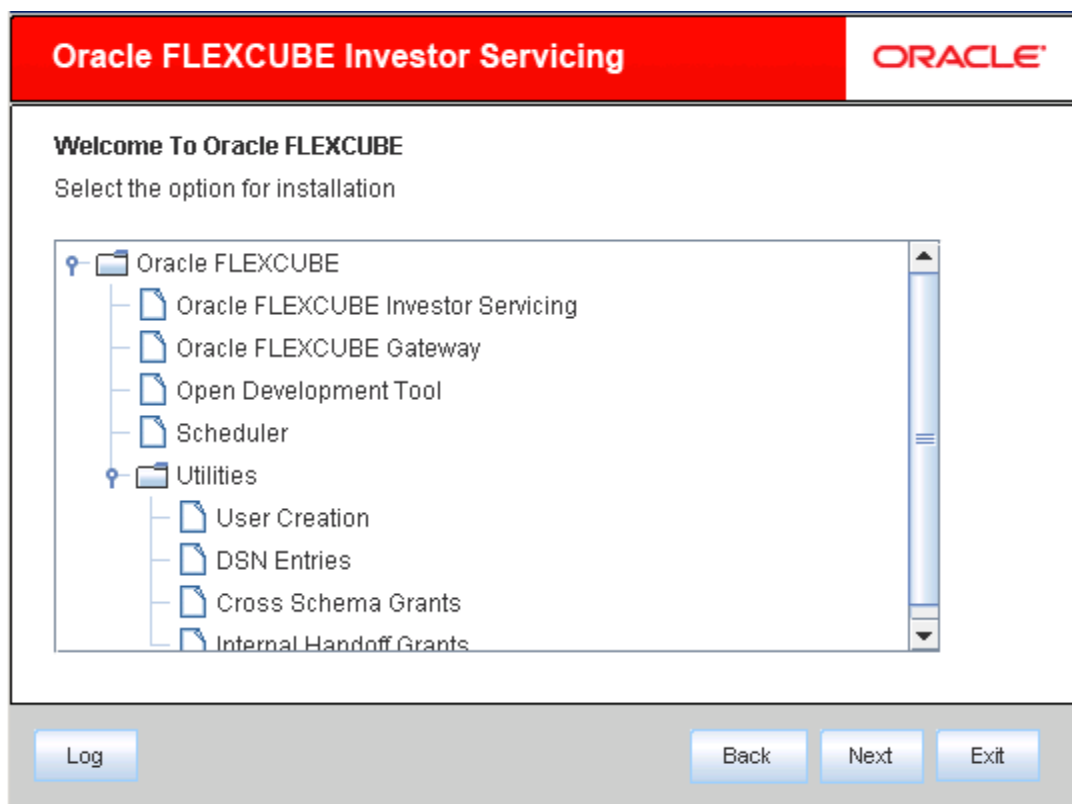 Oracle FLEXCUBE Investor Servicing
ORACLE
Welcome To Oracle FLEXCUBE
Select the option for installation
Oracle FLEXCUBE
Oracle FLEXCUBE Investor Servicing
Oracle FLEXCUBE Gateway
Open Development Tool
Scheduler
Utilities
User Creation
DSN Entries
Cross Schema Grants
Internal Handoff Grants
Log
Back
Next
Exit